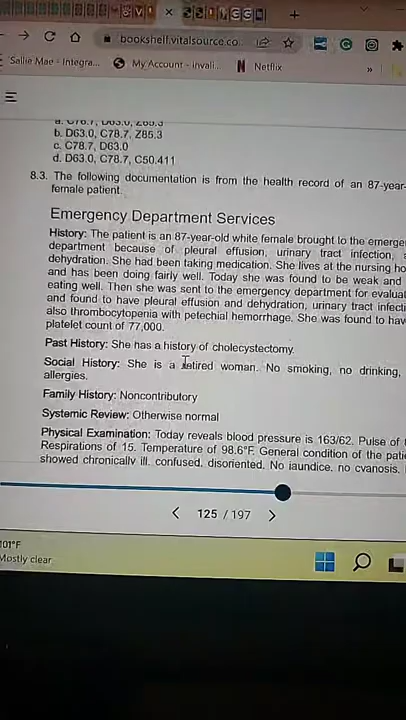 bookshelf.vitalsource.co...
Sallie Mae - Integra...
My Account - Invali...
Netflix
»
b. D63.0, C78.7, Z85.3
c. C78.7, D63.0
d. D63.0, C78.7, C50.411
8.3. The following documentation is from the health record of an 87-year-
female patient.
Emergency Department Services
History: The patient is an 87-year-old white female brought to the emerge
department because of pleural effusion, urinary tract infection,
dehydration. She had been taking medication. She lives at the nursing ho
and has been doing fairly well. Today she was found to be weak and
eating well. Then she was sent to the emergency department for evaluat
and found to have pleural effusion and dehydration, urinary tract infecti
also thrombocytopenia with petechial hemorrhage. She was found to hav
platelet count of 77,000.
Past History: She has a history of cholecystectomy.
Social History: She is a retired woman. No smoking, no drinking,
allergies.
Family History: Noncontributory
Systemic Review: Otherwise normal
Physical Examination: Today reveals blood pressure is 163/62. Pulse of
Respirations of 15. Temperature of 98.6°F. General condition of the pati
showed chronically ill, confused, disoriented. No jaundice, no cyanosis.
125 / 197
101°F
Mostly clear